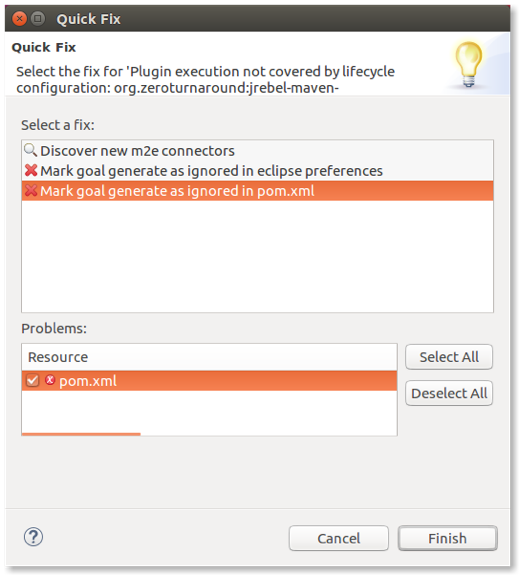 Quick Fix
Quick Fix
Select the fix for 'Plugin execution not covered by lifecycle
configuration: org.zeroturnaround:jrebel-maven-
Select a fix:
Discover new m2e connectors
Mark goal generate as ignored in eclipse preferences
Mark goal generate as ignored in pom.xml
Problems:
Resource
Select All
pom.xml
Deselect All
?
Cancel
Finish